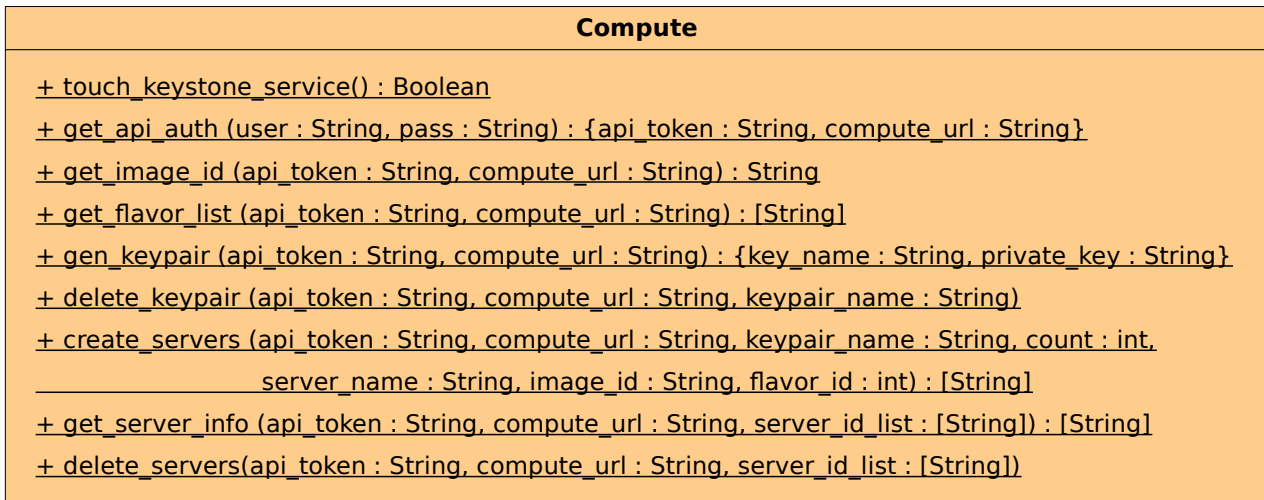 Compute
+ touch_keystone_service() : Boolean
+ get_api_auth (user : String, pass : String) : {api_token : String, compute_url : String}
+ get_image_id (api_token : String, compute_url : String) : String
+ get_flavor_list (api_token : String, compute_url : String) : [String]
+ gen_keypair (api_token : String, compute_url : String) : {key_name : String, private_key : String}
+ delete_keypair (api_token : String, compute_url : String, keypair_name : String)
+ create_servers (api_token : String, compute_url : String, keypair_name : String, count : int,
server_name : String, image_id : String, flavor_id : int) : [String]
+ get_server_info (api_token : String, compute_url : String, server_id_list : [String]) : [String]
+ delete_servers(api_token : String, compute_url : String, server_id_list : [String])